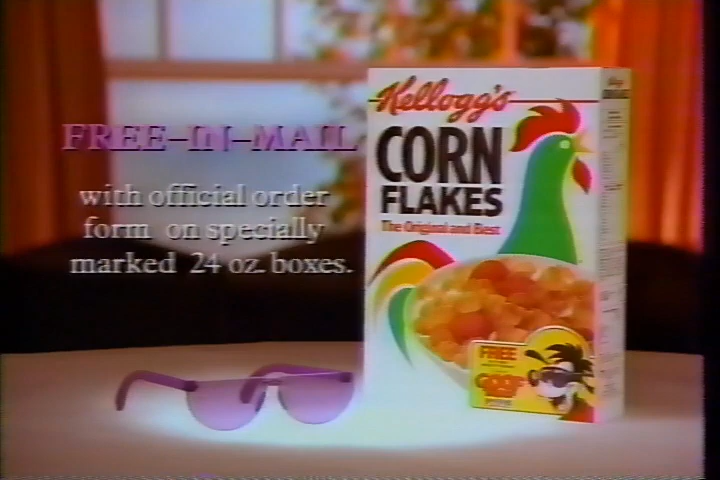 FREE-IN-MAIL
with official order
form on specially
marked 24 oz. boxes.
Kellogg's
CORN
FLAKES
The Original and Best
FREE
GOOF